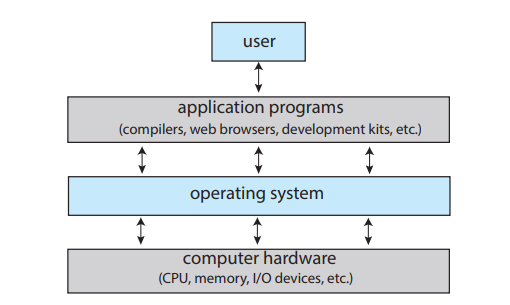 user
application programs
(compilers, web browsers, development kits, etc.)
operating system
computer hardware
(CPU, memory, I/O devices, etc.)